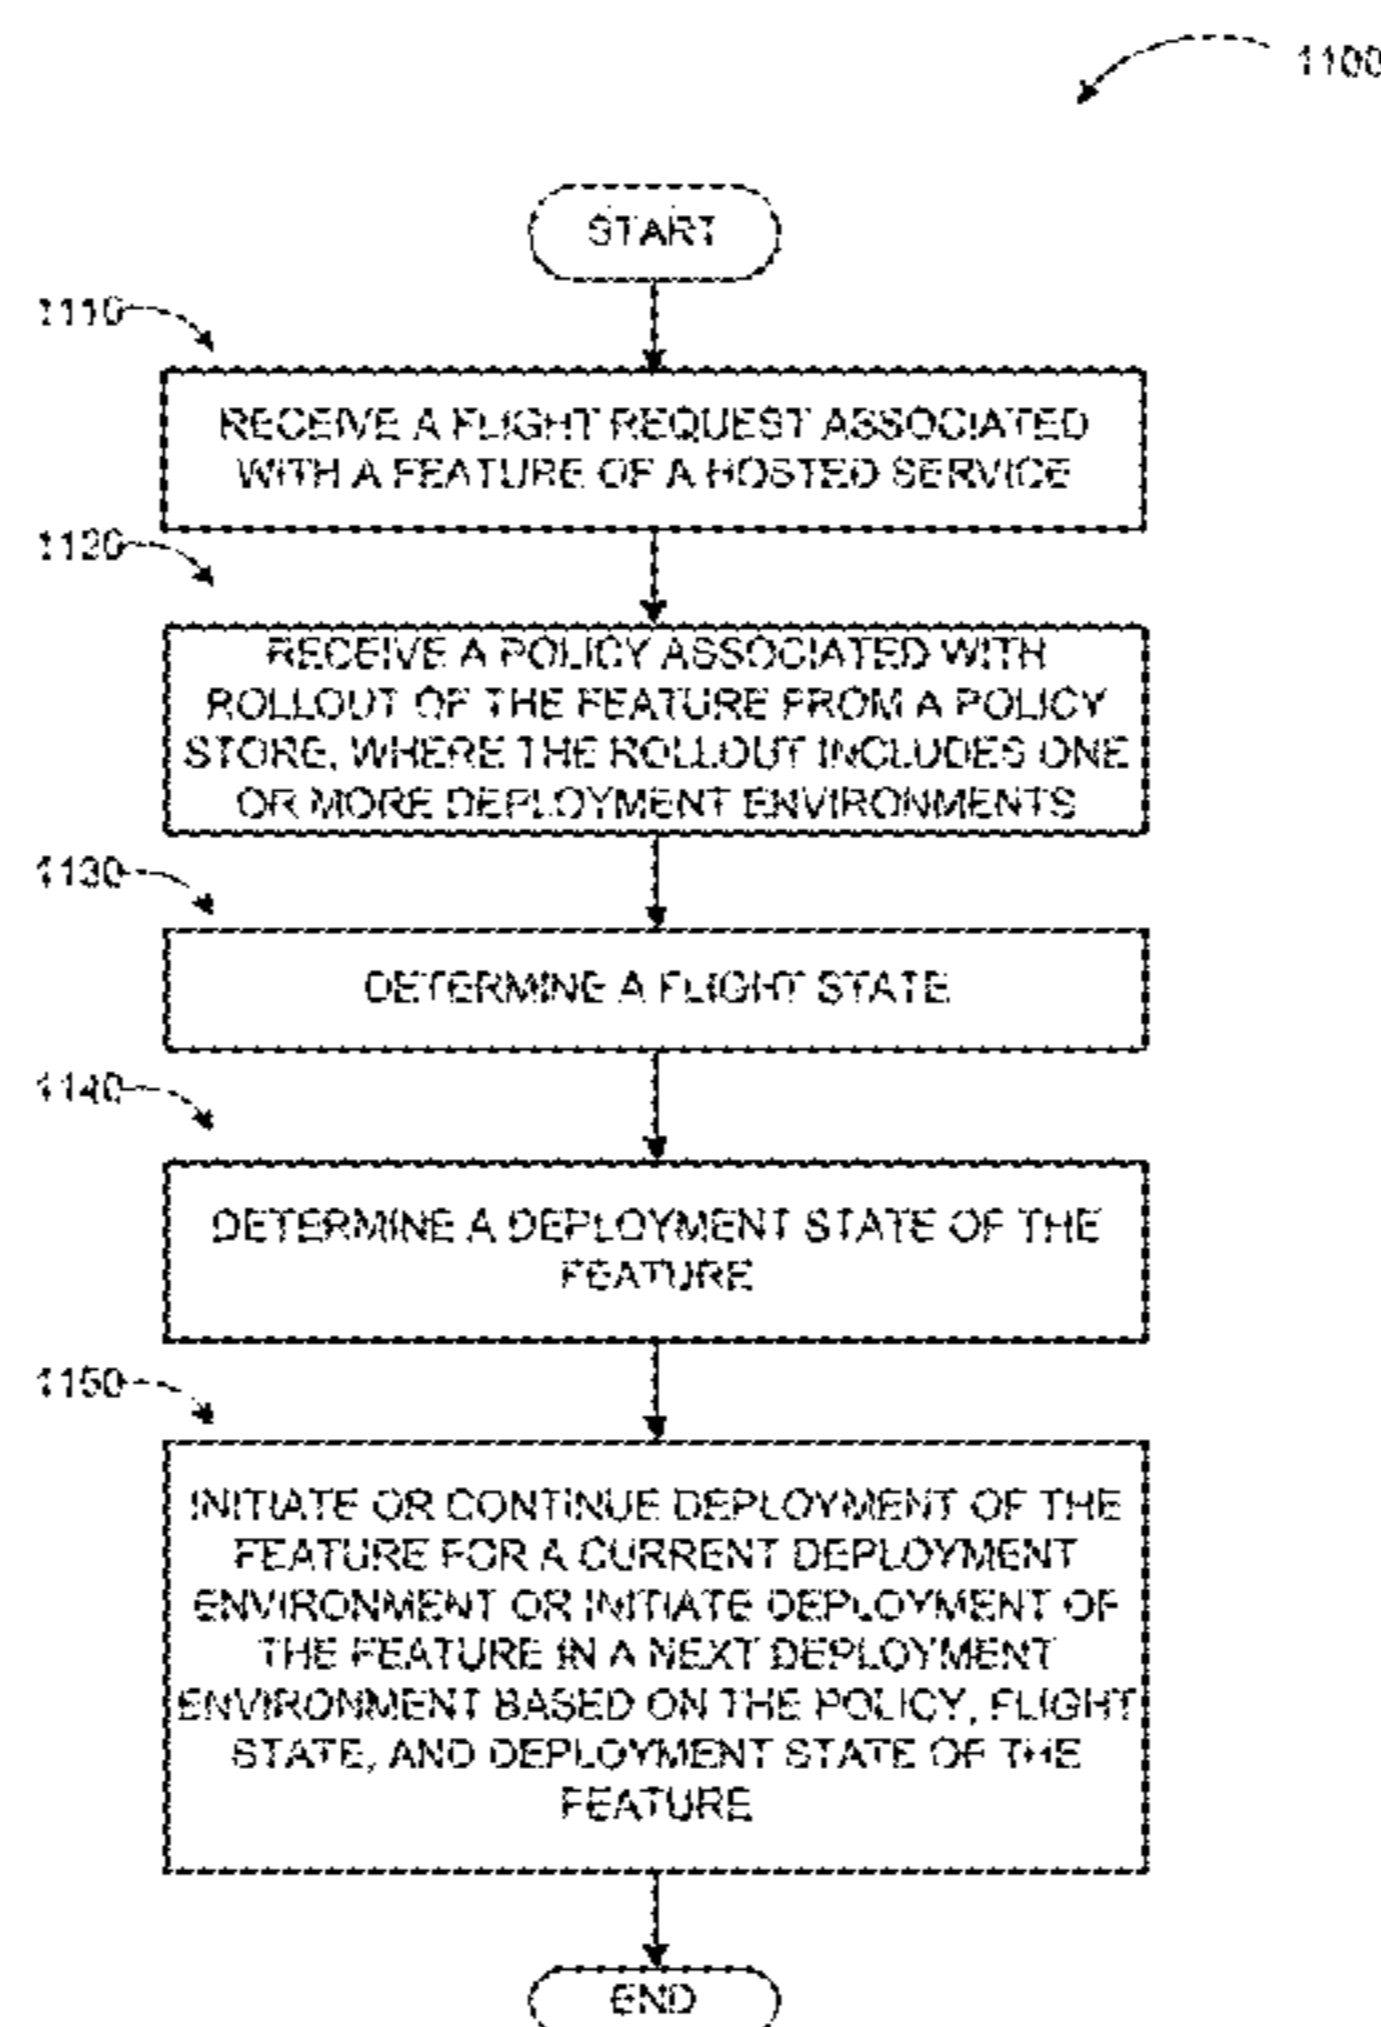 1100
START
1110
RECEIVE A FLIGHT REQUEST ASSOCIATED
WITH A FEATURE OF A HOSTED SERVICE
1120
RECEIVE A POLICY ASSOCIATED WITH
ROLLOUT OF THE FEATURE FROM A POLICY
STORE, WHERE THE ROLLOUT INCLUDES ONE
OR MORE DEPLOYMENT ENVIRONMENTS
1130
DETERMINE A FLIGHT STATE
1140
DETERMINE A DEPLOYMENT STATE OF THE
FEATURE
1150
INITIATE OR CONTINUE DEPLOYMENT OF THE
FEATURE FOR A CURRENT DEPLOYMENT
ENVIRONMENT OR INITIATE DEPLOYMENT OF
THE FEATURE IN A NEXT DEPLOYMENT
ENVIRONMENT BASED ON THE POLICY, FLIGHT
STATE, AND DEPLOYMENT STATE OF THE
FEATURE
END